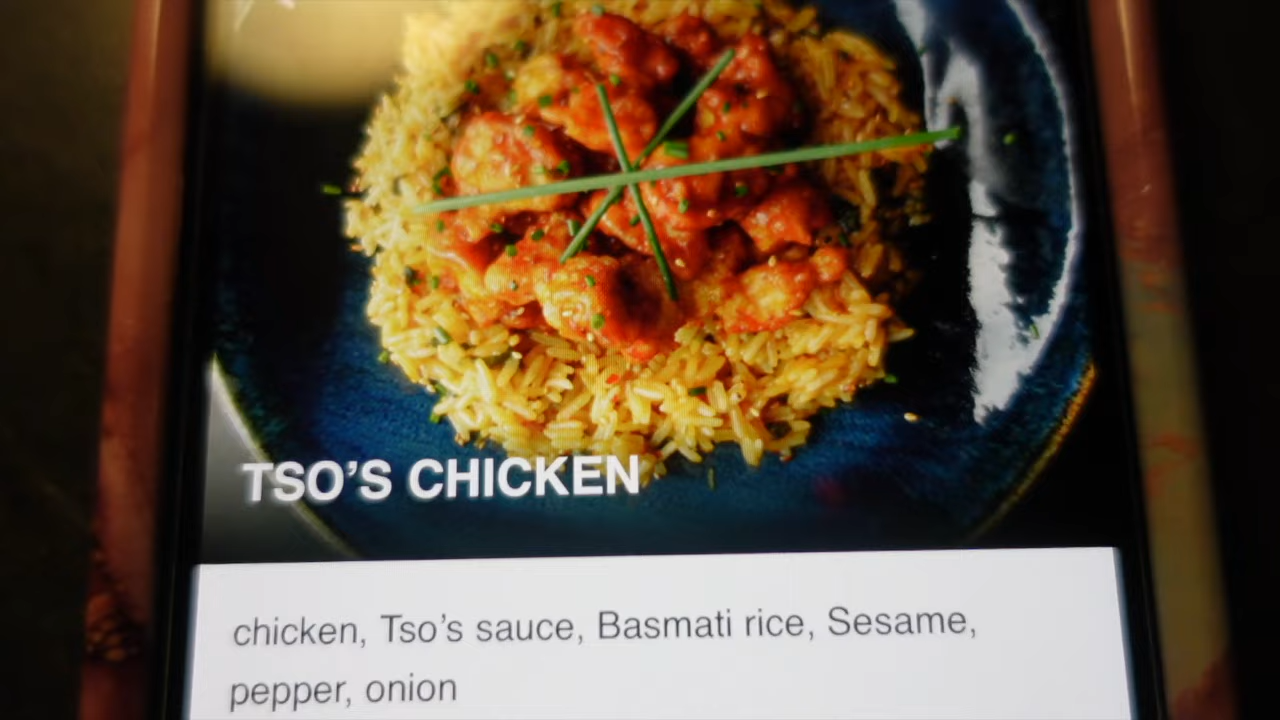 TSO’S CHICKEN
chicken, Tso’s sauce, Basmati rice, Sesame,
pepper, onion